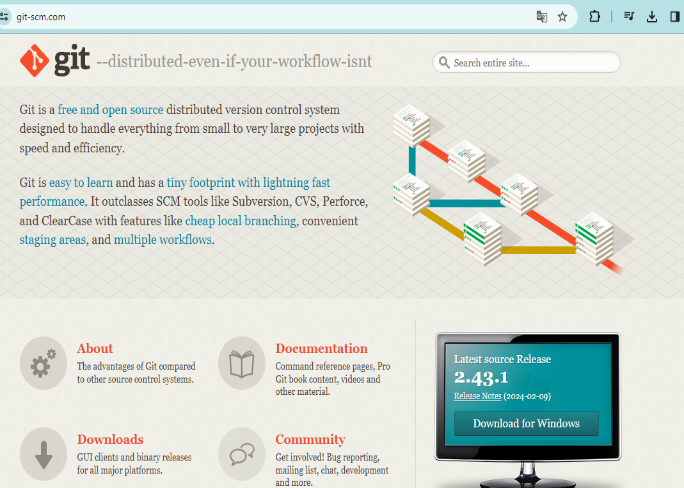 git-scm.com
git --distributed-even-if-your-workflow-isnt
Search entire site...
Git is a free and open source distributed version control system
designed to handle everything from small to very large projects with
speed and efficiency.
Git is easy to learn and has a tiny footprint with lightning fast
performance. It outclasses SCM tools like Subversion, CVS, Perforce,
and ClearCase with features like cheap local branching, convenient
staging areas, and multiple workflows.
About
The advantages of Git compared
to other source control systems.
Documentation
Command reference pages, Pro
Git book content, videos and
other material.
Downloads
GUI clients and binary releases
for all major platforms.
Community
Get involved! Bug reporting,
mailing list, chat, development
and more.
Latest source Release
2.43.1
Release Notes (2024-02-09)
Download for Windows